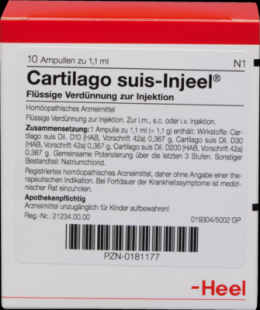 10 Ampullen zu 1,1 ml N1
Cartilago suis-Injeel®
Flüssige Verdünnung zur Injektion
Homöopathisches Arzneimittel
Flüssige Verdünnung zur Injektion. Zur i.m., s.c. oder i.v. Injektion.
Zusammensetzung: 1 Ampulle zu 1,1 ml (= 1,1 g) enthält: Wirkstoffe: Car-
tilago suis Dil. D10 (HAB, Vorschrift 42a) 0,367 g, Cartilago suis Dil. D30
(HAB, Vorschrift 42a) 0,367 g, Cartilago suis Dil. D200 (HAB, Vorschrift 42a)
0,367 g. Gemeinsame Potenzierung über die letzten 3 Stufen. Sonstiger
Bestandteil: Natriumchlorid.
Registriertes homöopathisches Arzneimittel, daher ohne Angabe einer the-
rapeutischen Indikation. Bei Fortdauer der Krankheitssymptome ist medizi-
nischer Rat einzuholen.
Apothekenpflichtig
Arzneimittel unzugänglich für Kinder aufbewahren!
Reg.-Nr.: 21234.00.00 019304/5002 GP
PZN-0181177
-Heel